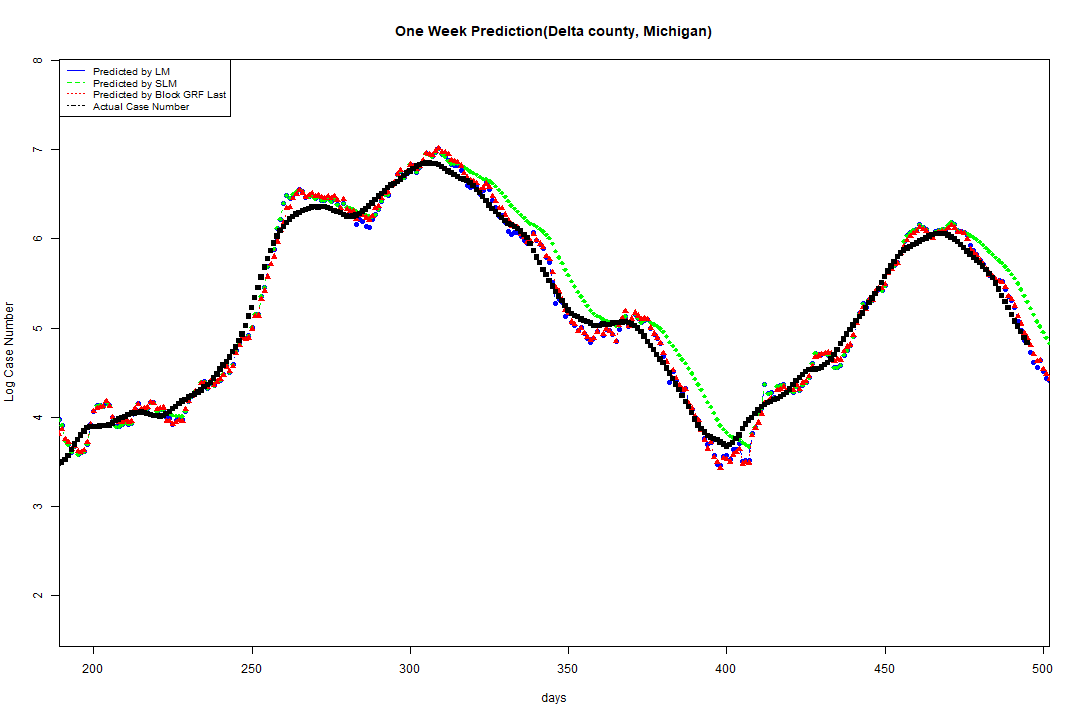 One Week Prediction(Delta county, Michigan)
Predicted by LM
Predicted by SLM
Predicted by Block GRF Last
Actual Case Number
8
7
6
5
4
3
2
Log Case Number
200 250 300 350 400 450 500
days